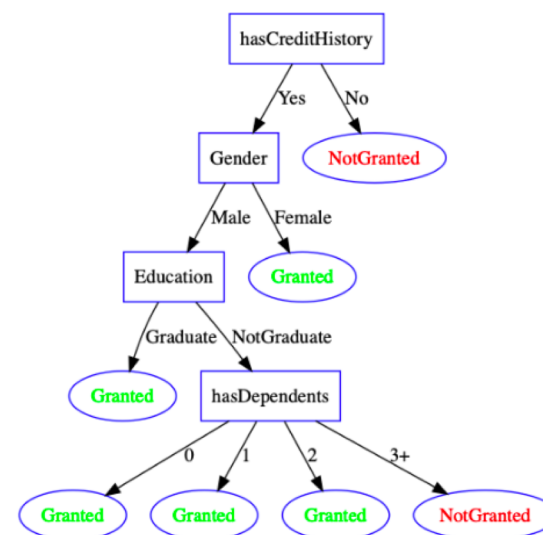 hasCreditHistory
Yes No
Gender NotGranted
Male Female
Education Granted
Graduate NotGraduate
Granted hasDependents
0 1 2 3+
Granted Granted Granted NotGranted